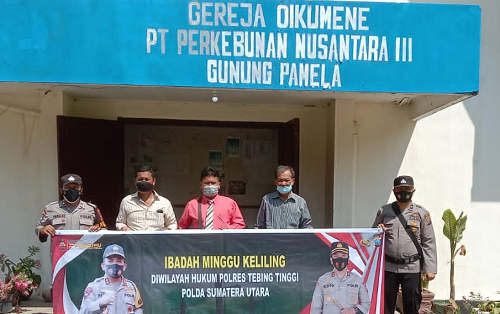 GEREJA OIKUMENE
PT PERKEBUNAN NUSANTARA III
GUNUNG PAMELA
IBADAH MINGGU KELILING
DIWILAYAH HUKUM POLRES TEBING TINGGI
POLDA SUMATERA UTARA